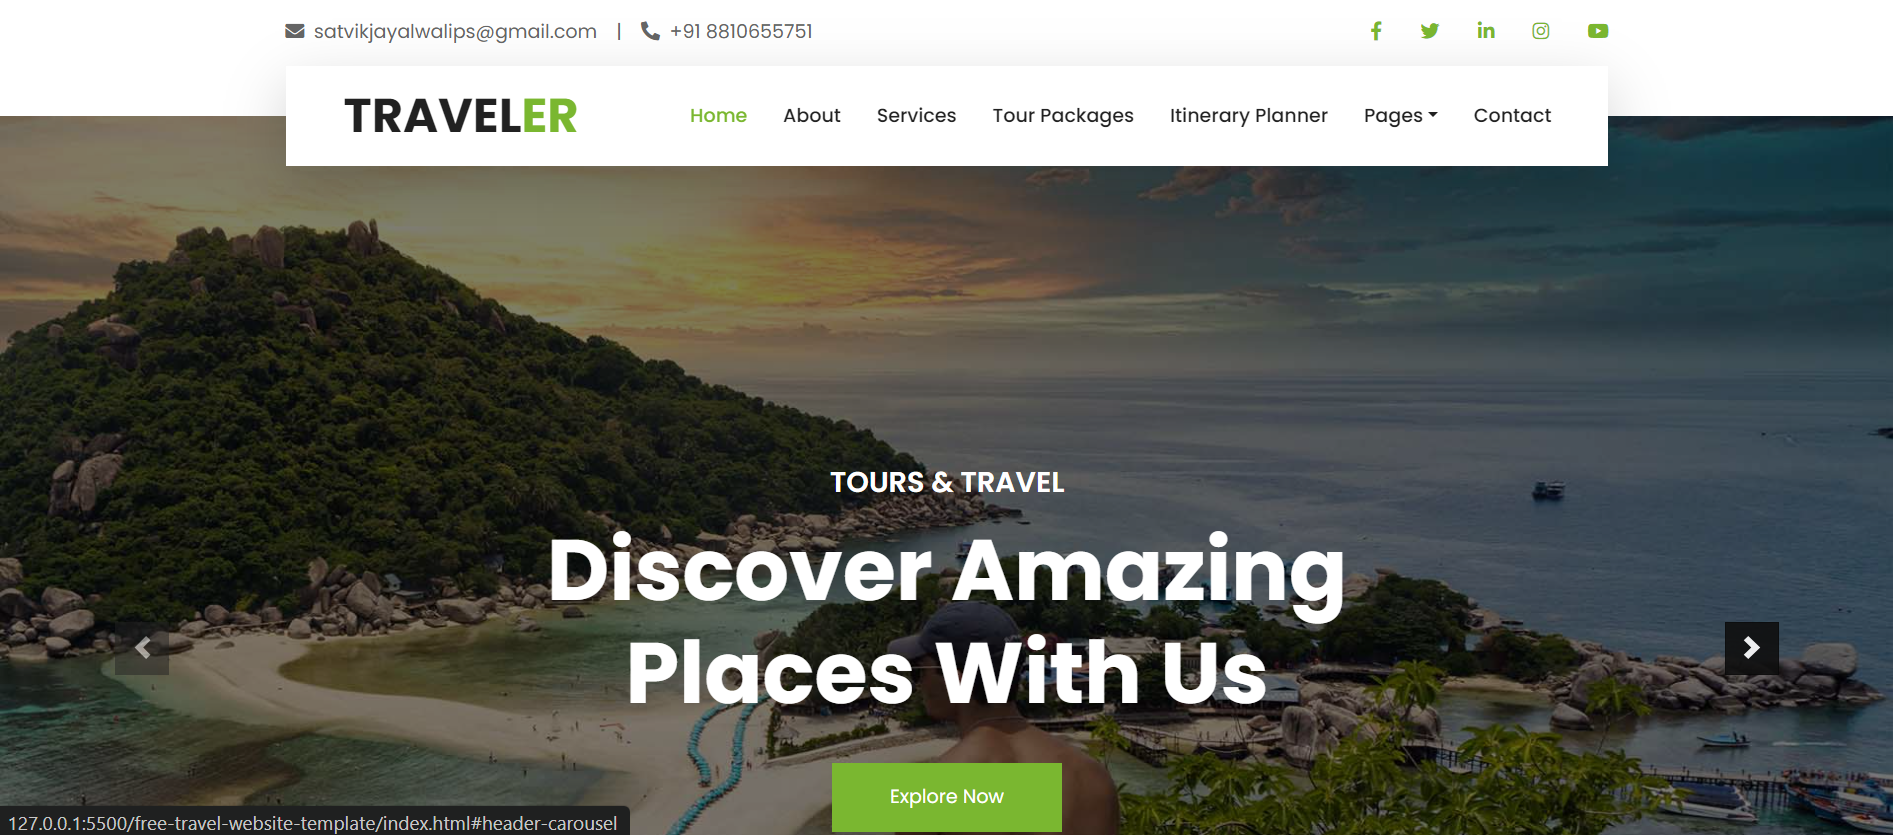 satvikjayalwalips@gmail.com | +91 8810655751
TRAVELER
Home About Services Tour Packages Itinerary Planner Pages Contact
TOURS & TRAVEL
Discover Amazing
Places With Us
Explore Now
127.0.0.1:5500/free-travel-website-template/index.html#header-carousel